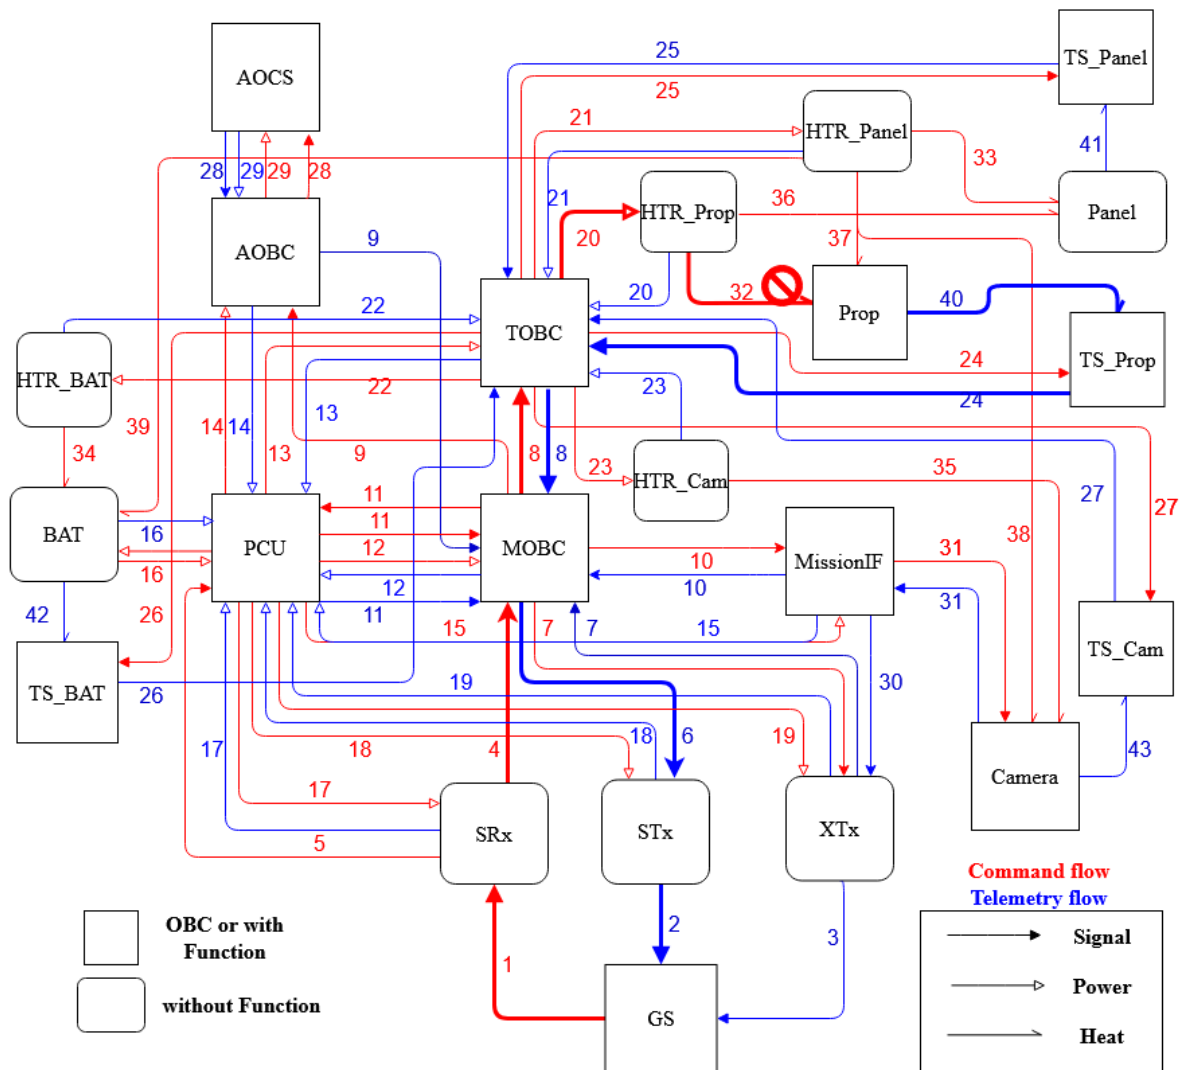 25
TS_Panel
AOCS
25
21
HTR_Panel
41
33
28
29
29
28
21
HTR_Prop
36
Panel
20
9
AOBC
37
20
32
40
22
Prop
TOBC
TS_Prop
24
HTR_BAT
22
23
24
13
39
14
14
34
13
9
8
8
23
HTR_Cam
35
27
11
27
BAT
16
PCU
11
MOBC
38
16
12
10
MissionIF
31
12
10
31
42
26
11
15
7
7
15
TS_Cam
TS_BAT
26
19
30
17
18
18
6
19
4
43
17
Camera
SRx
STx
XTx
5
Command flow
Telemetry flow
OBC or with
Function
2
3
Signal
1
Power
without Function
GS
Heat